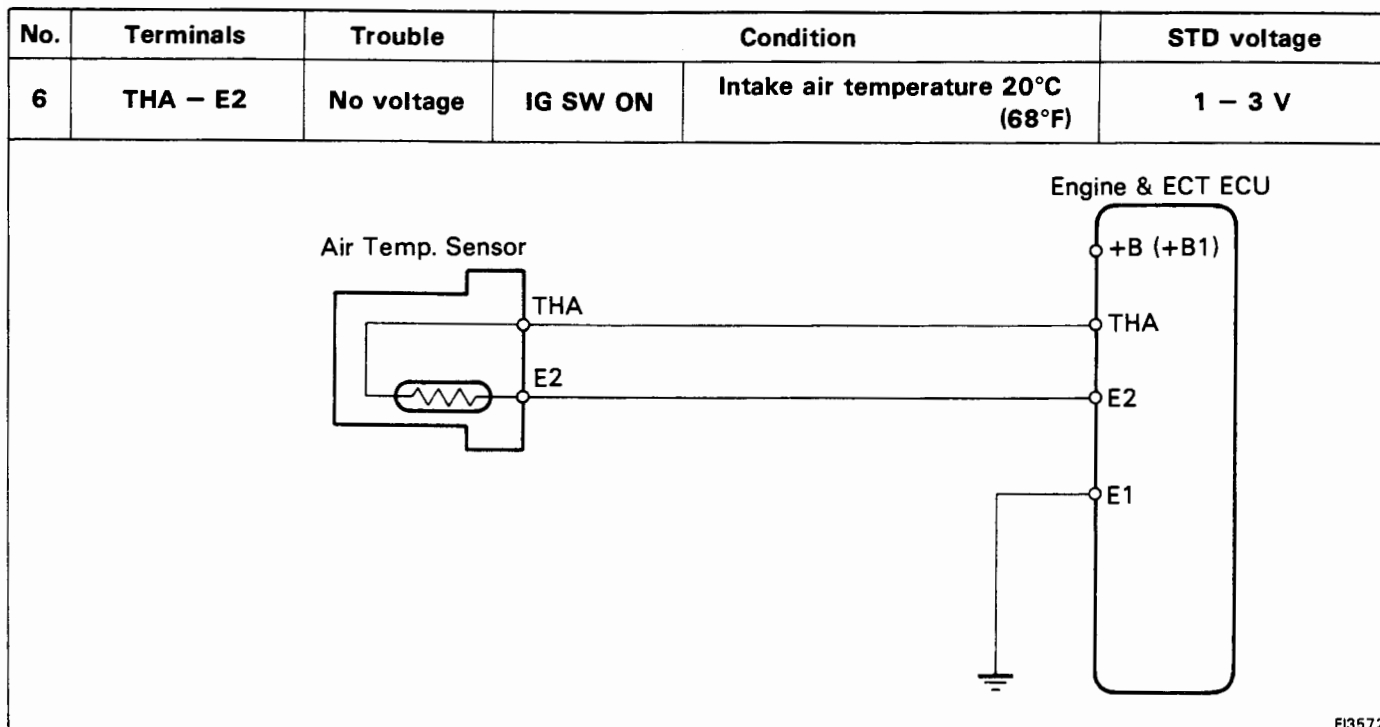 No. Terminals Trouble Condition STD voltage
6 THA – E2 No voltage IG SW ON Intake air temperature 20°C (68°F) 1 – 3 V
Engine & ECT ECU
+B (+B1)
Air Temp. Sensor
THA
THA
E2
E2
E1
FI3572